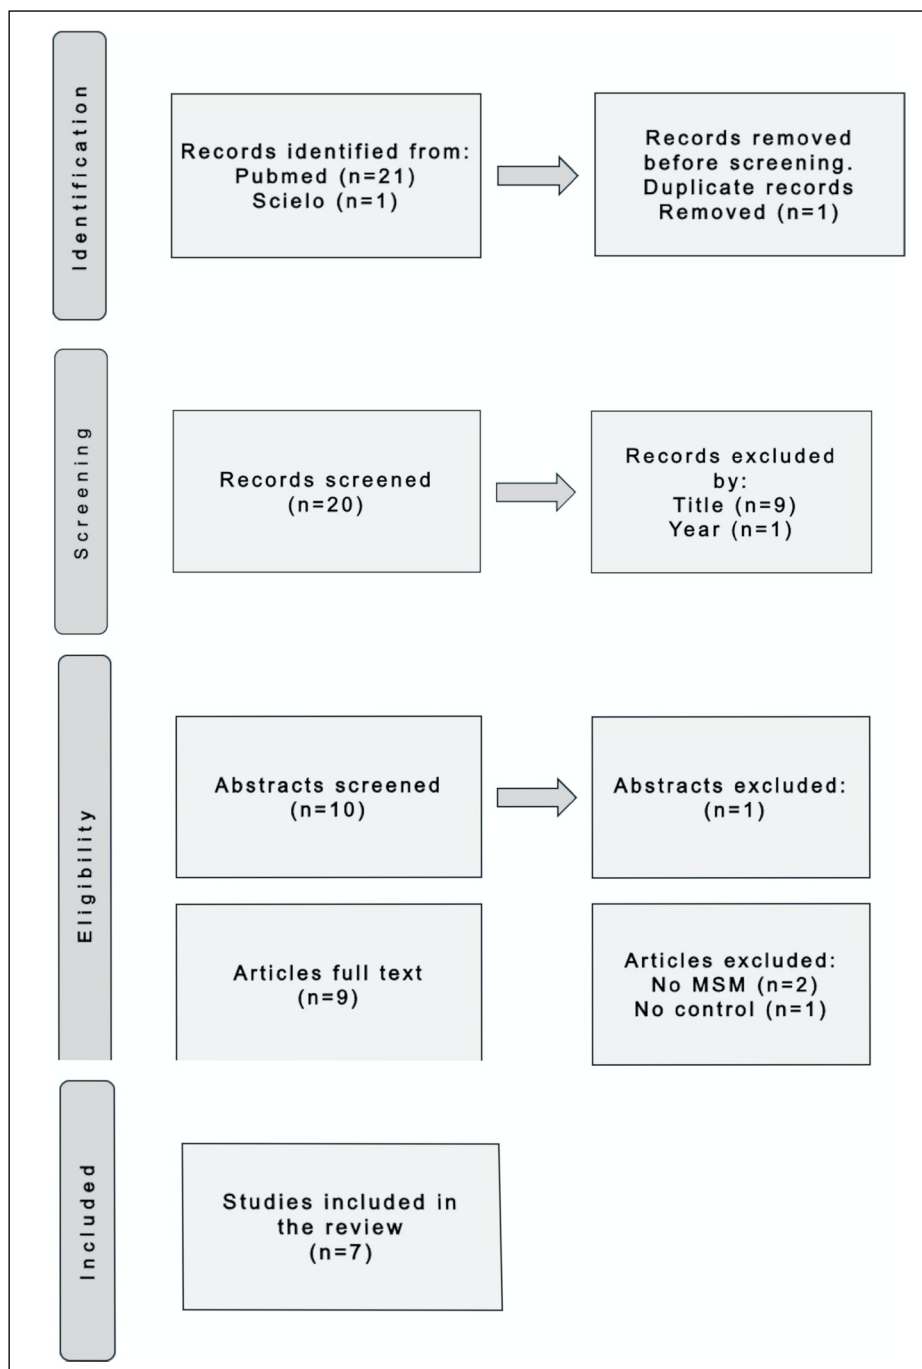 Identification
Records identified from:
Pubmed (n=21)
Scielo (n=1)
Records removed
before screening.
Duplicate records
Removed (n=1)
Screening
Records screened
(n=20)
Records excluded
by:
Title (n=9)
Year (n=1)
Eligibility
Abstracts screened
(n=10)
Abstracts excluded:
(n=1)
Articles full text
(n=9)
Articles excluded:
No MSM (n=2)
No control (n=1)
Included
Studies included in
the review
(n=7)